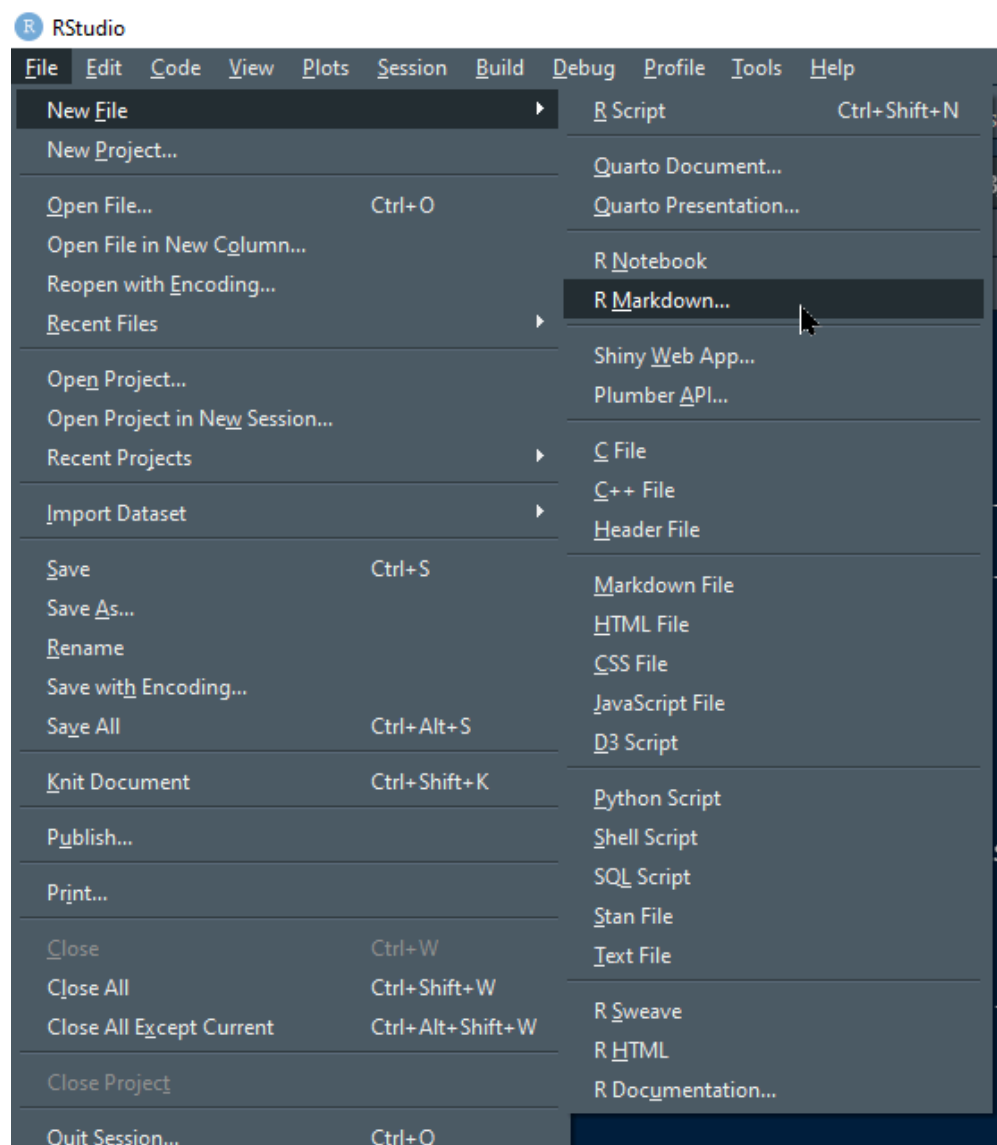 R RStudio
File Edit Code View Plots Session Build Debug Profile Tools Help
New File
New Project...
Open File... Ctrl+O
Open File in New Column...
Reopen with Encoding...
Recent Files
Open Project...
Open Project in New Session...
Recent Projects
Import Dataset
Save Ctrl+S
Save As...
Rename
Save with Encoding...
Save All Ctrl+Alt+S
Knit Document Ctrl+Shift+K
Publish...
Print...
Close Ctrl+W
Close All Ctrl+Shift+W
Close All Except Current Ctrl+Alt+Shift+W
Close Project
Quit Session... Ctrl+Q
R Script Ctrl+Shift+N
Quarto Document...
Quarto Presentation...
R Notebook
R Markdown...
Shiny Web App...
Plumber API...
C File
C++ File
Header File
Markdown File
HTML File
CSS File
JavaScript File
D3 Script
Python Script
Shell Script
SQL Script
Stan File
Text File
R Sweave
R HTML
R Documentation...